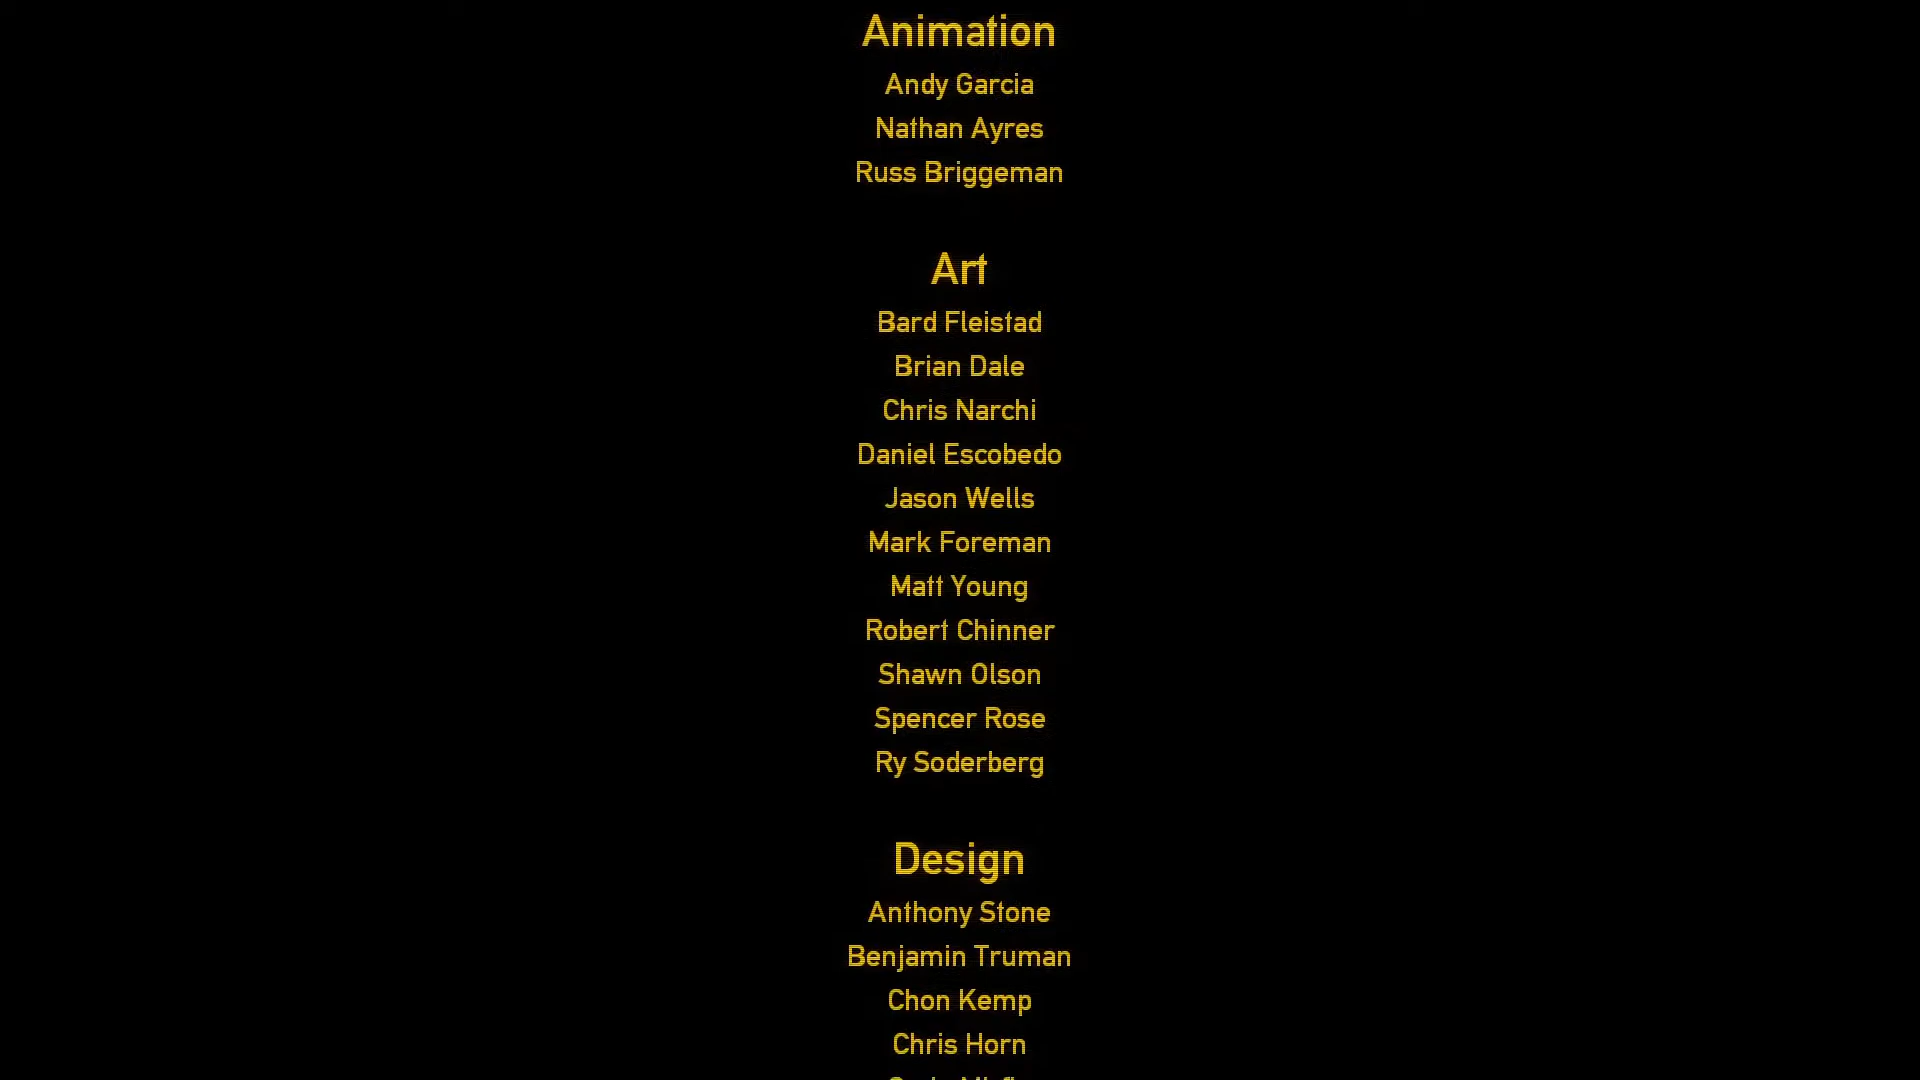 Animation
Andy Garcia
Nathan Ayres
Russ Briggeman
Art
Bard Fleistad
Brian Dale
Chris Narchi
Daniel Escobedo
Jason Wells
Mark Foreman
Matt Young
Robert Chinner
Shawn Olson
Spencer Rose
Ry Soderberg
Design
Anthony Stone
Benjamin Truman
Chon Kemp
Chris Horn